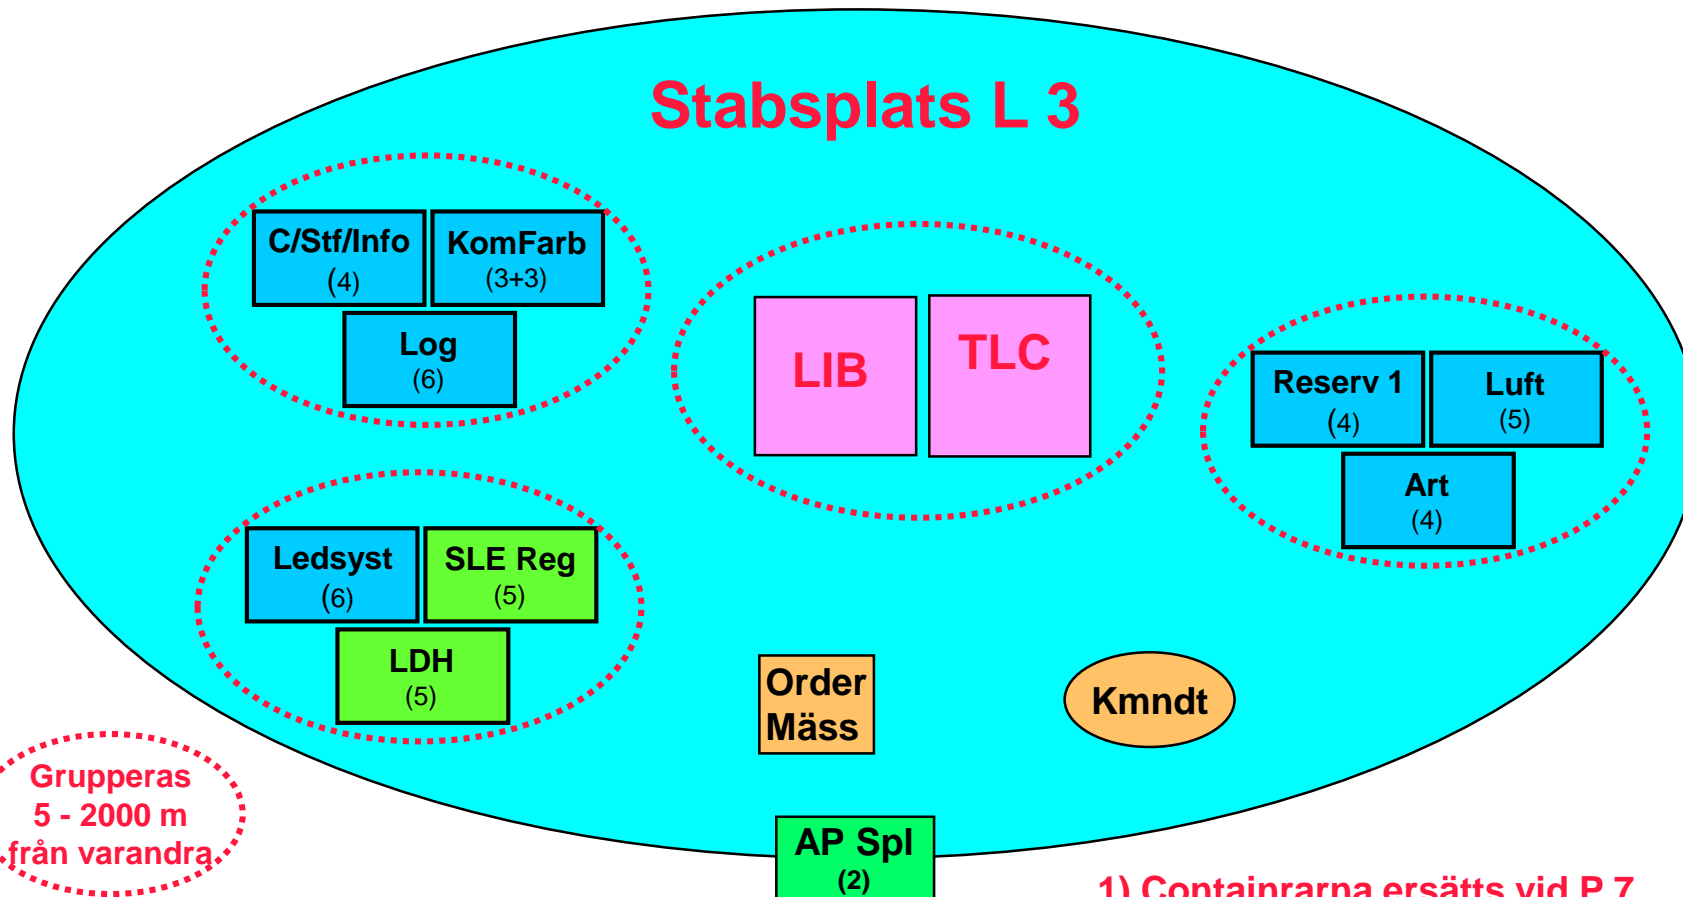 Stabsplats L 3
C/Stf/Info
(4)
KomFarb
(3+3)
Log
(6)
LIB
TLC
Reserv 1
(4)
Luft
(5)
Art
(4)
Ledsyst
(6)
SLE Reg
(5)
LDH
(5)
Order
Mäss
Kmndt
Grupperas
5 - 2000 m
från varandra
AP Spl
(2)
1) Containrarna ersätts vid P 7